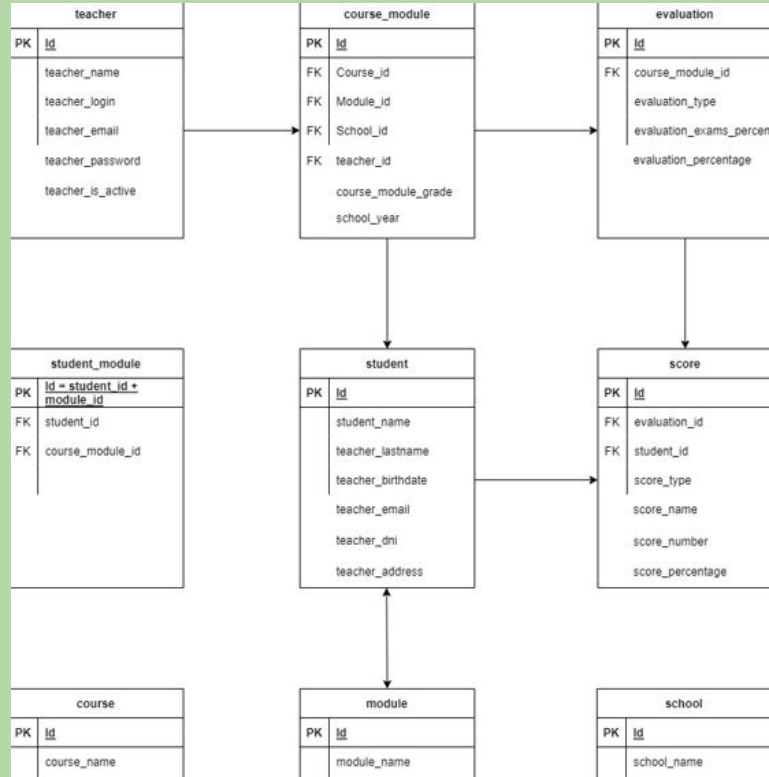 teacher
PK Id
teacher_name
teacher_login
teacher_email
teacher_password
teacher_is_active
course_module
PK Id
FK Course_id
FK Module_id
FK School_id
FK teacher_id
course_module_grade
school_year
evaluation
PK Id
FK course_module_id
evaluation_type
evaluation_exams_percen
evaluation_percentage
student_module
PK Id = student_id +
module_id
FK student_id
FK course_module_id
student
PK Id
student_name
teacher_lastname
teacher_birthdate
teacher_email
teacher_dni
teacher_address
score
PK Id
FK evaluation_id
FK student_id
score_type
score_name
score_number
score_percentage
course
PK Id
course_name
module
PK Id
module_name
school
PK Id
school_name